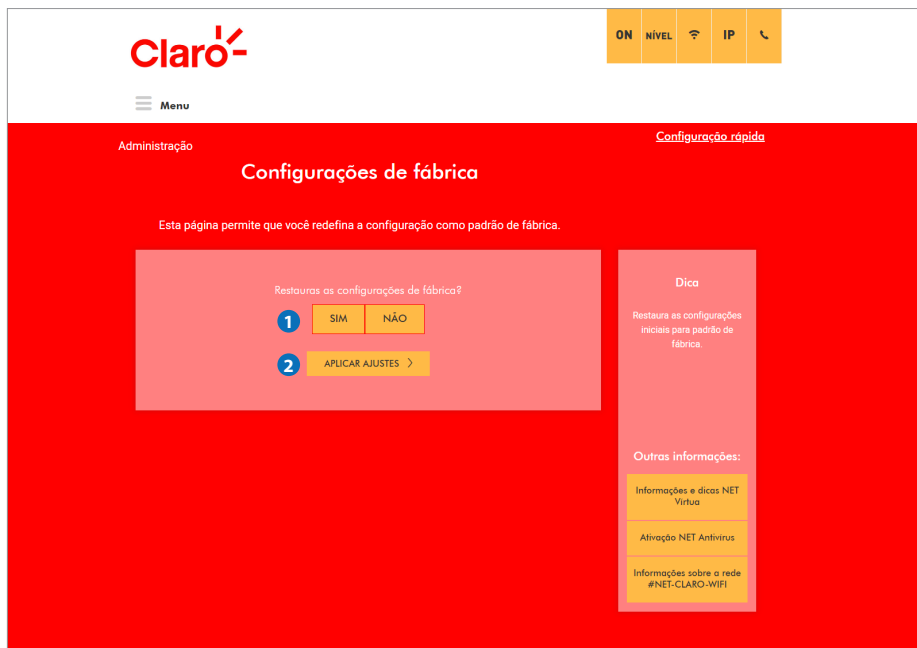 Claro
ON NÍVEL IP
Menu
Configuração rápida
Administração
Configurações de fábrica
Esta página permite que você redefina a configuração como padrão de fábrica.
Restauras as configurações de fábrica?
1 SIM NÃO
2 APLICAR AJUSTES
Dica
Restaura as configurações
iniciais para padrão de
fábrica.
Outras informações:
Informações e dicas NET
Virtua
Ativação NET Antivirus
Informações sobre a rede
#NET-CLARO-WIFI